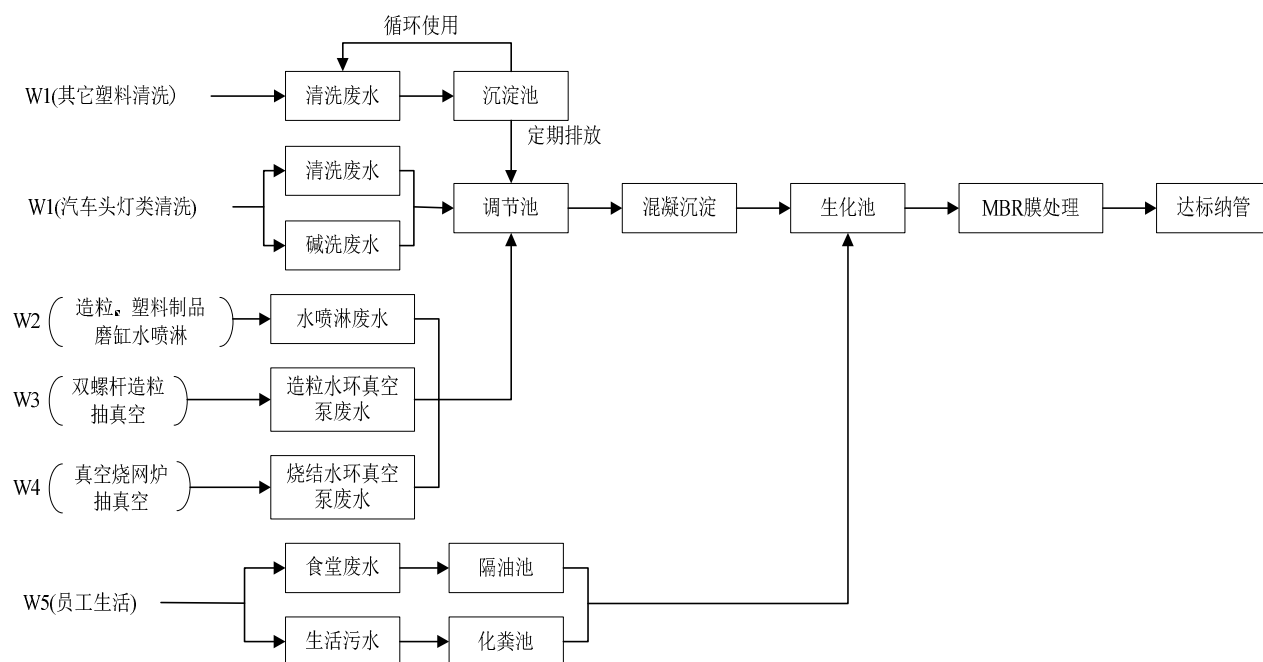 循环使用
W1(其它塑料清洗)
清洗废水
沉淀池
定期排放
W1(汽车头灯类清洗)
清洗废水
碱洗废水
调节池
混凝沉淀
生化池
MBR膜处理
达标纳管
W2
造粒、塑料制品
磨缸水喷淋
水喷淋废水
W3
双螺杆造粒
抽真空
造粒水环真空
泵废水
W4
真空烧网炉
抽真空
烧结水环真空
泵废水
W5(员工生活)
食堂废水
隔油池
生活污水
化粪池